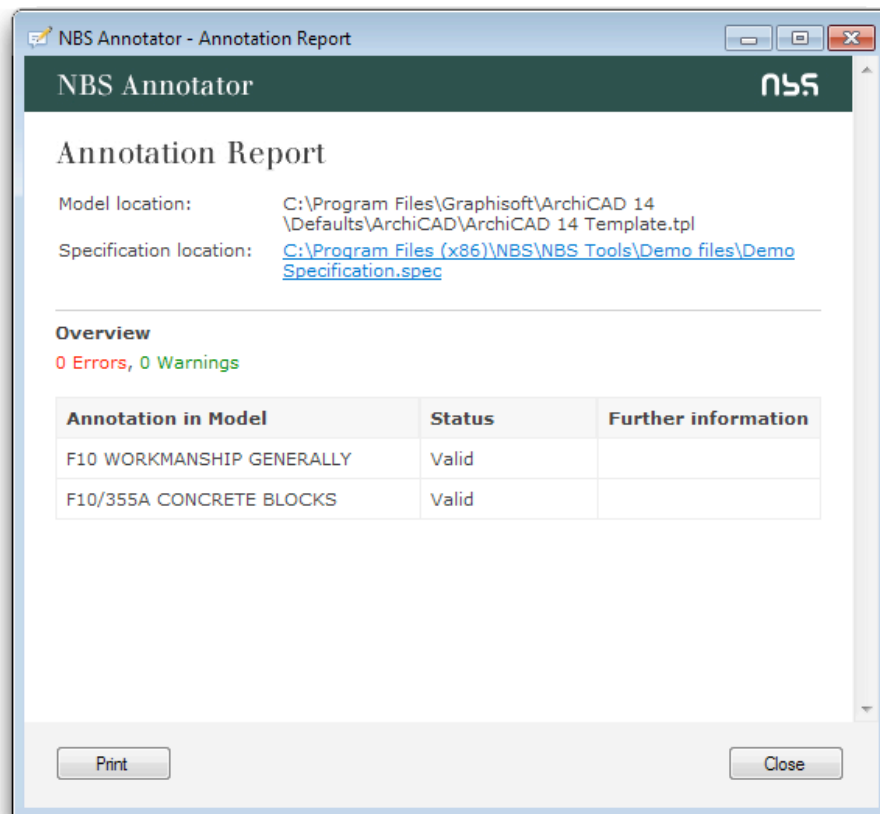 NBS Annotator - Annotation Report
NBS Annotator nbs
Annotation Report
Model location: C:\Program Files\Graphisoft\ArchiCAD 14
\Defaults\ArchiCAD\ArchiCAD 14 Template.tpl
Specification location: C:\Program Files (x86)\NBS\NBS Tools\Demo files\Demo
Specification.spec
Overview
0 Errors, 0 Warnings
Annotation in Model Status Further information
F10 WORKMANSHIP GENERALLY Valid
F10/355A CONCRETE BLOCKS Valid
Print Close